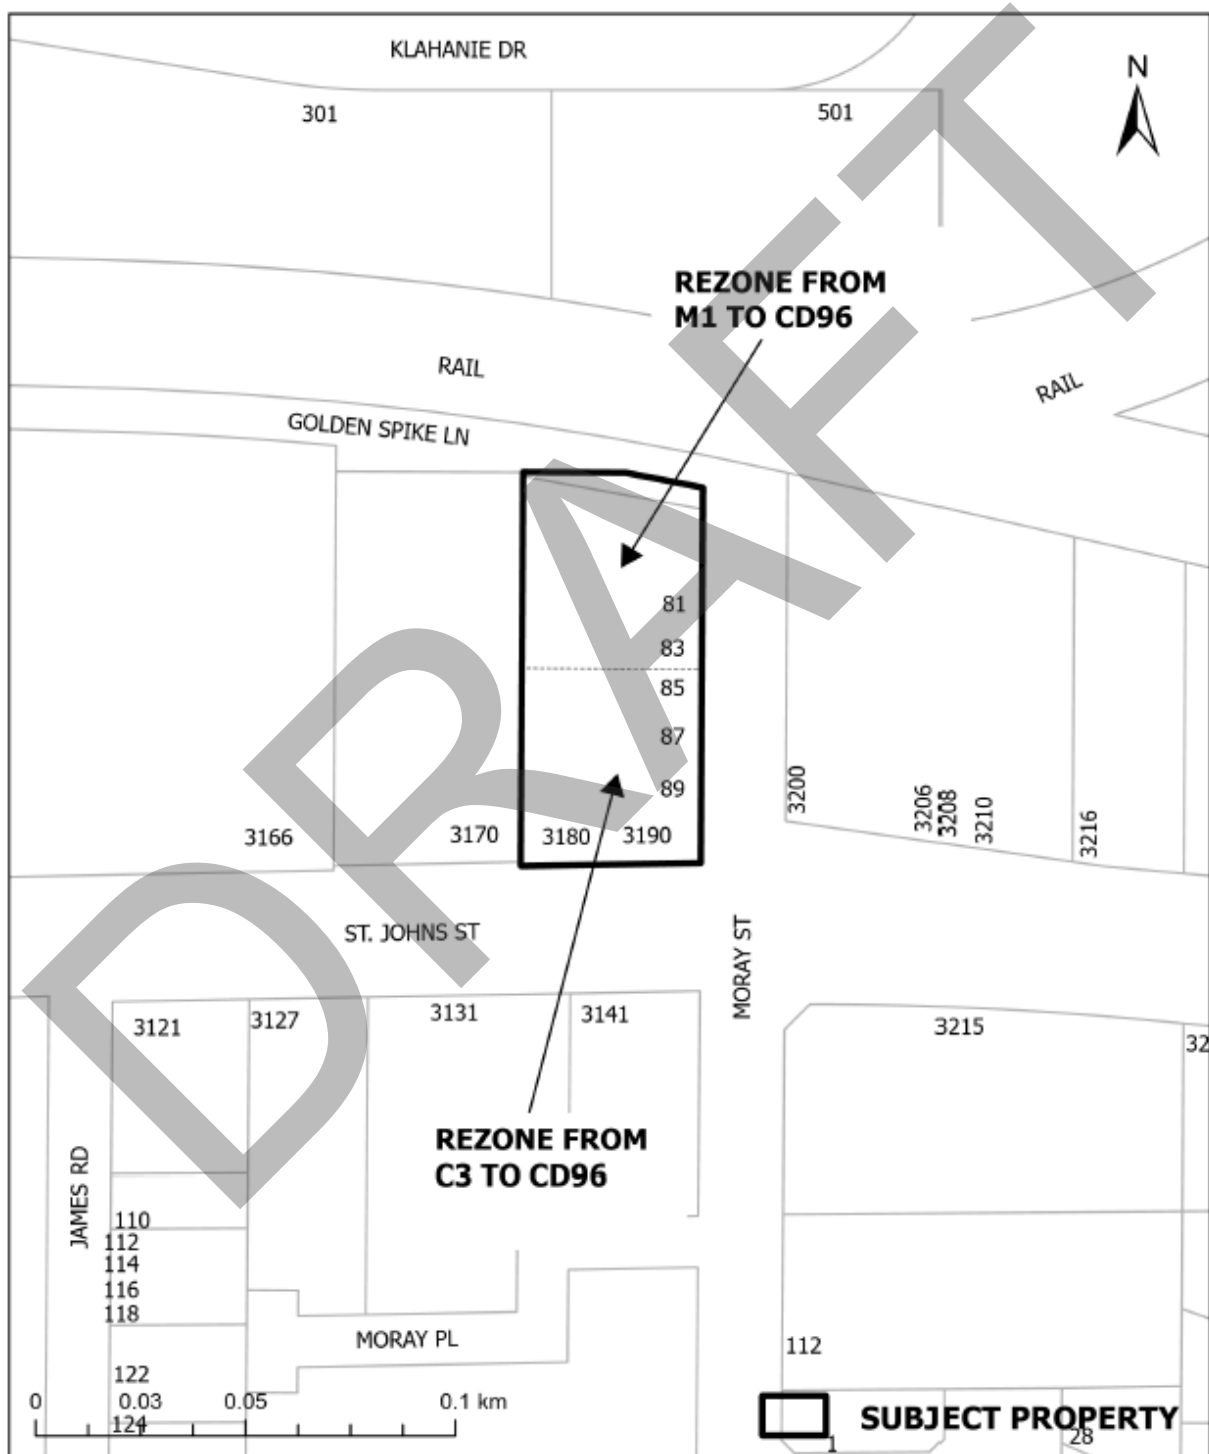 KLAHANIE DR
N
301
501
REZONE FROM
M1 TO CD96
RAIL
RAIL
GOLDEN SPIKE LN
81
83
85
87
89
3166
3170
3180
3190
3200
3206
3208
3210
3216
ST. JOHNS ST
MORAY ST
3121
3127
3131
3141
3215
32
REZONE FROM
C3 TO CD96
JAMES RD
110
112
114
116
118
MORAY PL
122
112
0 0.03 0.05 0.1 km
124
SUBJECT PROPERTY
1
28
DRAFT